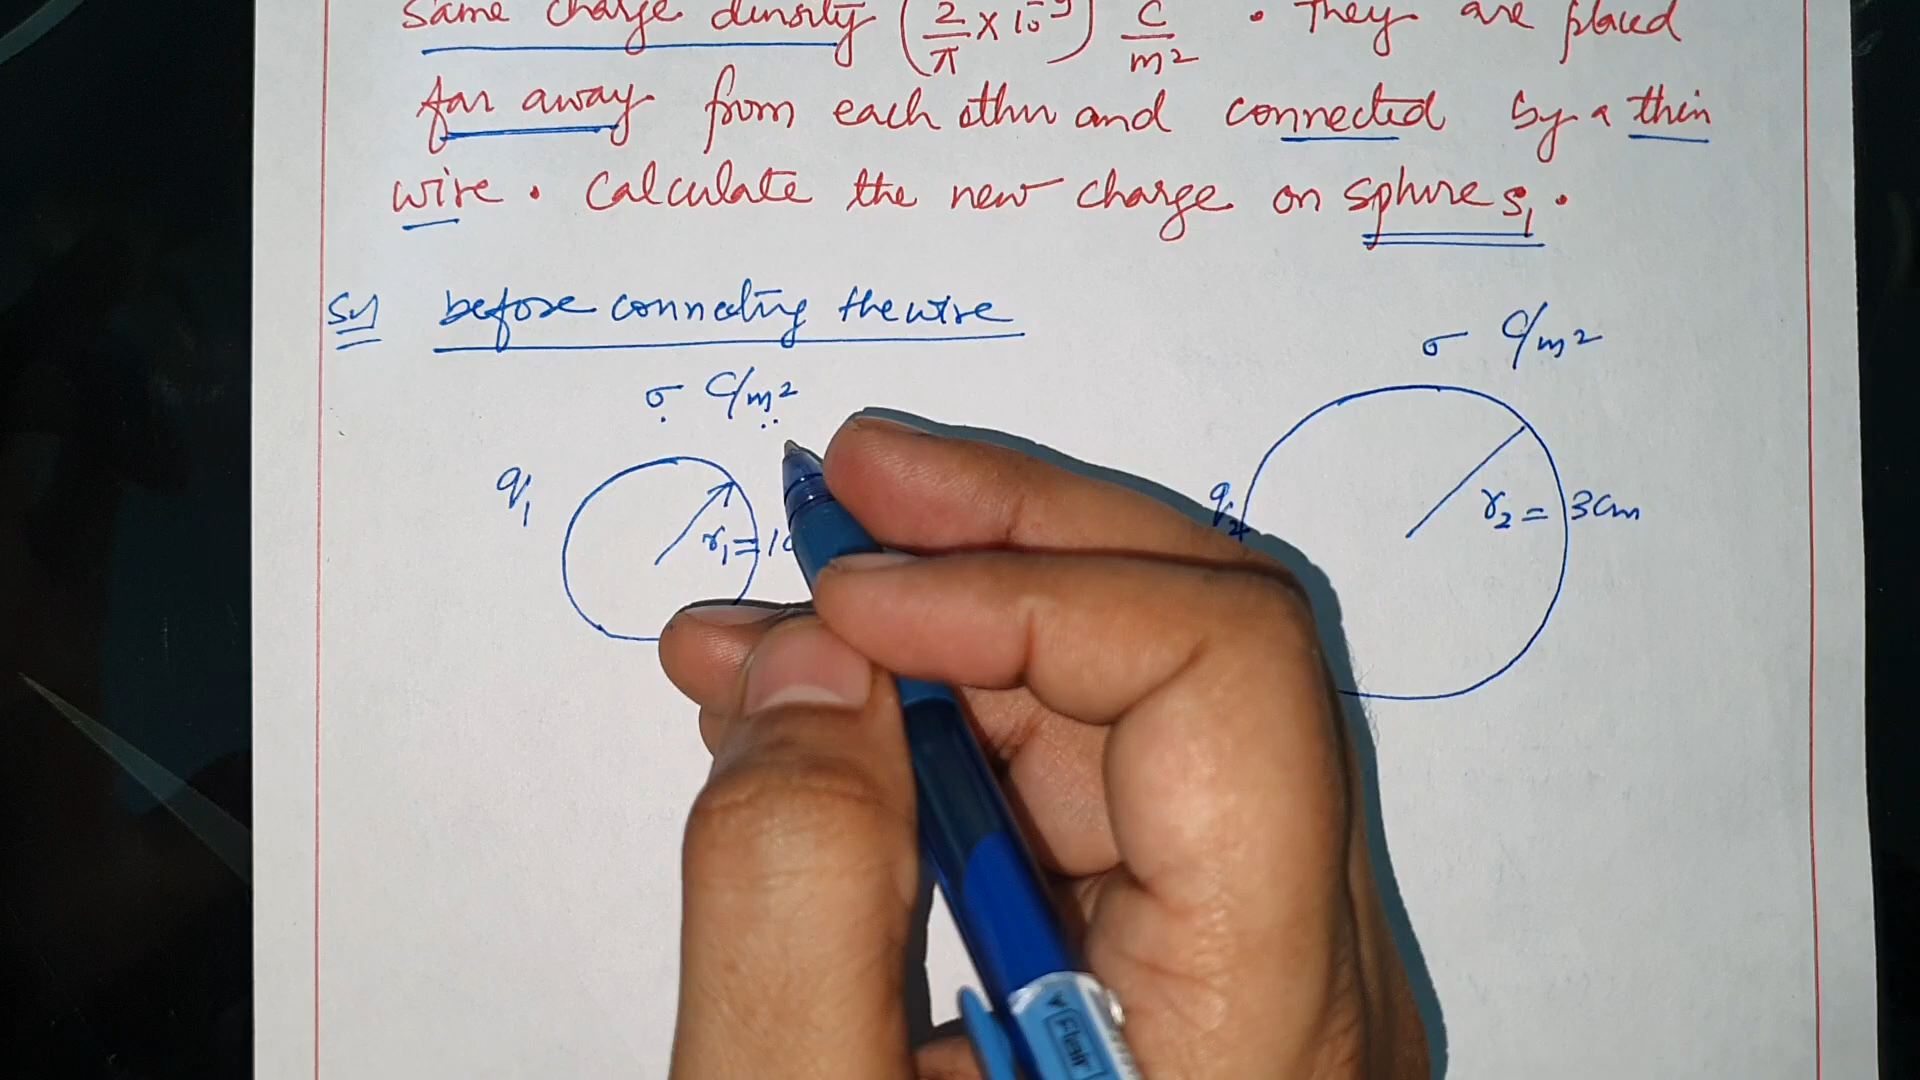 same charge density (2/π × 10⁻⁹) C/m² . They are placed
far away from each other and connected by a thin
wire . Calculate the new charge on sphere S₁ .
Sol before connecting the wire
σ C/m²
σ C/m²
q₁
r₁ = 1
q₂
r₂ = 3cm
Flair